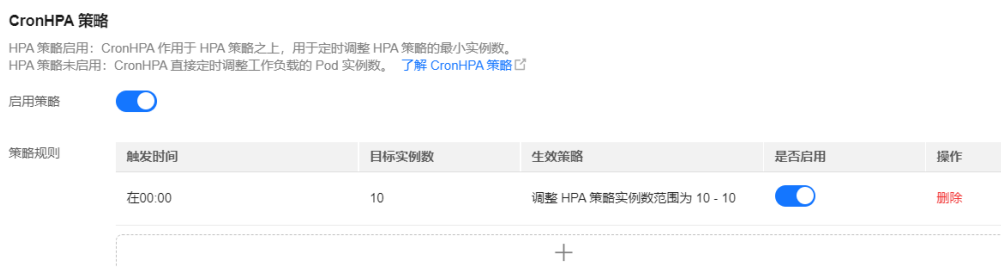 CronHPA 策略
HPA 策略启用：CronHPA 作用于 HPA 策略之上，用于定时调整 HPA 策略的最小实例数。
HPA 策略未启用：CronHPA 直接定时调整工作负载的 Pod 实例数。 了解 CronHPA 策略
启用策略
策略规则
触发时间 目标实例数 生效策略 是否启用 操作
在00:00 10 调整 HPA 策略实例数范围为 10 - 10 删除